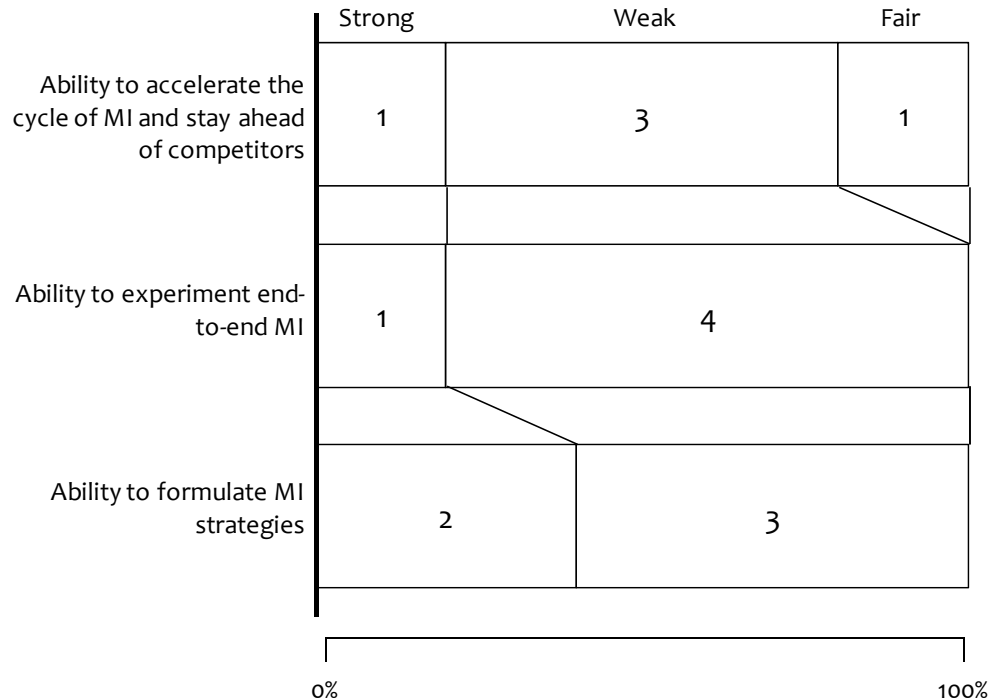 Strong Weak Fair
Ability to accelerate the
cycle of MI and stay ahead
of competitors
1 3 1
Ability to experiment end-
to-end MI
1 4
Ability to formulate MI
strategies
2 3
0% 100%